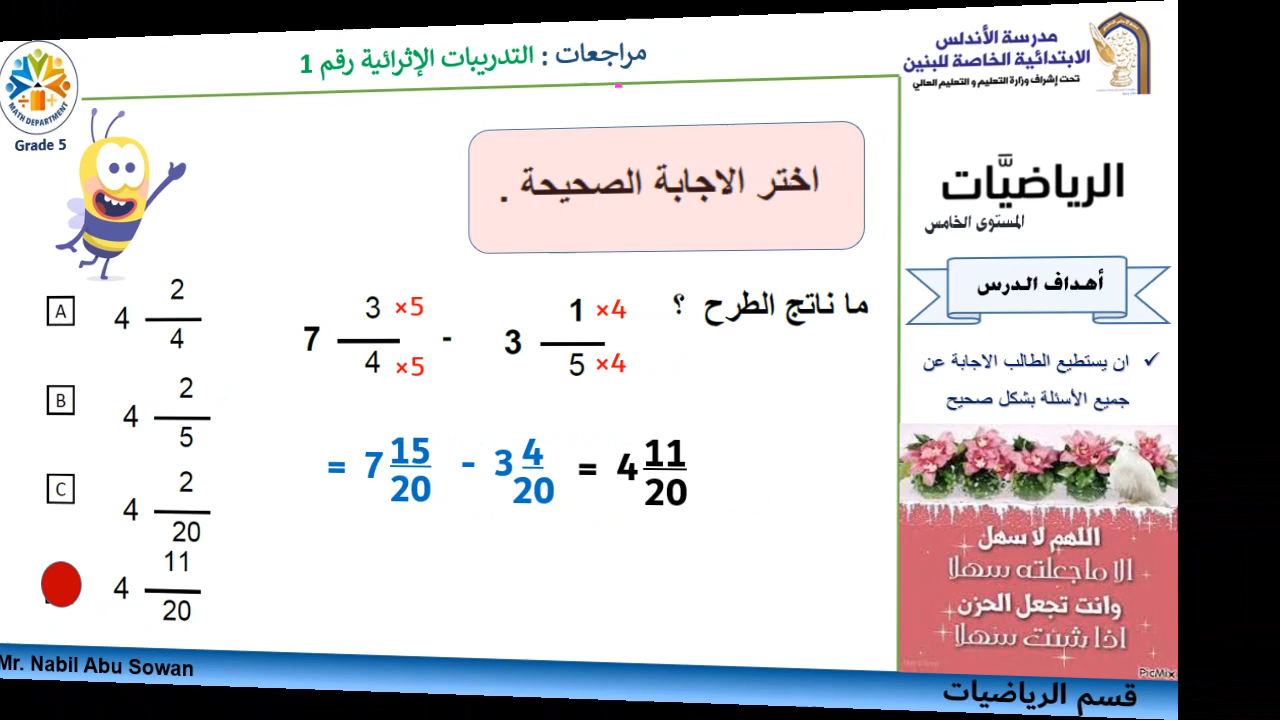 مراجعات : التدريبات الإثرائية رقم 1
MATH DEPARTMENT
Grade 5
مدرسة الأندلس
الابتدائية الخاصة للبنين
تحت إشراف وزارة التعليم و التعليم العالي
الرياضيَّات
المستوى الخامس
أهداف الدرس
✓ ان يستطيع الطالب الاجابة عن
جميع الأسئلة بشكل صحيح
اختر الاجابة الصحيحة .
ما ناتج الطرح ؟
7 3/4 ×5 ×5 - 3 1/5 ×4 ×4
= 7 15/20 - 3 4/20 = 4 11/20
A 4 2/4
B 4 2/5
C 4 2/20
4 11/20
اللهم لا سهل
الا ماجعلته سهلا
وانت تجعل الحزن
اذا شئت سهلا
PicMix
Mr. Nabil Abu Sowan
قسم الرياضيات